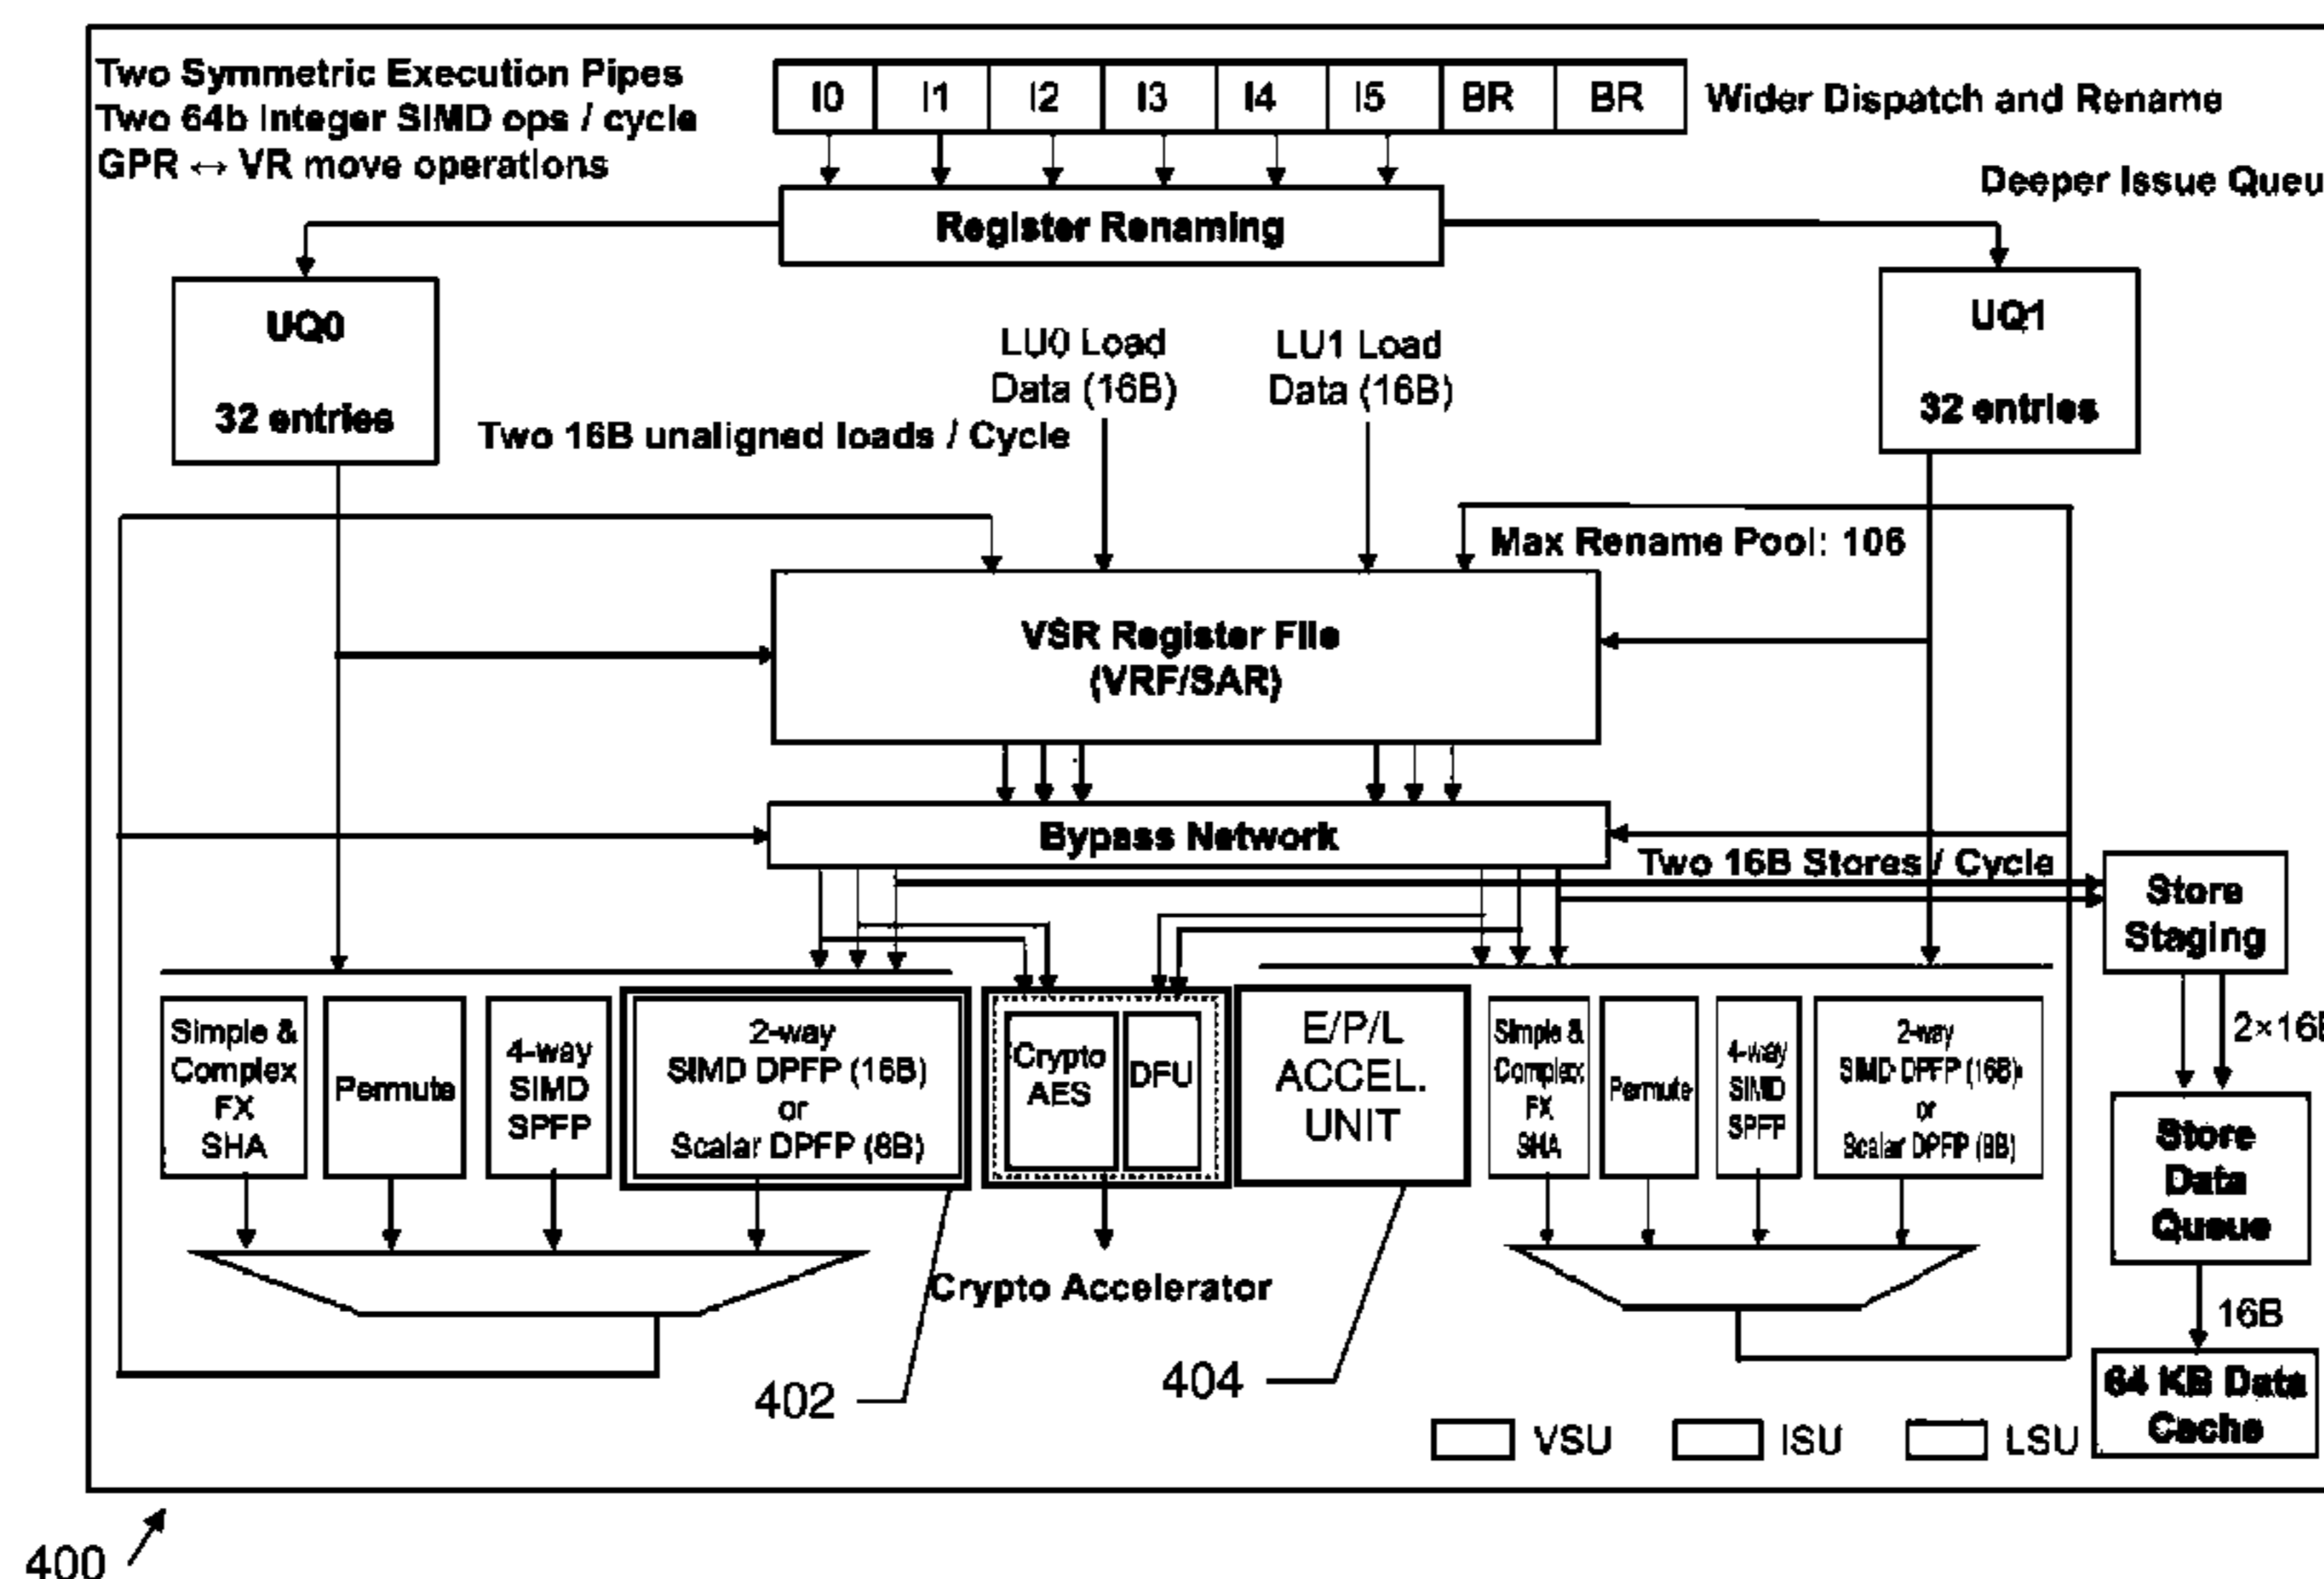 Two Symmetric Execution Pipes
Two 64b Integer SIMD ops / cycle
GPR ↔ VR move operations
I0 I1 I2 I3 I4 I5 BR BR
Wider Dispatch and Rename
Deeper Issue Queu
Register Renaming
UQ0
32 entries
UQ1
32 entries
LU0 Load
Data (16B)
LU1 Load
Data (16B)
Two 16B unaligned loads / Cycle
Max Rename Pool: 106
VSR Register File
(VRF/SAR)
Bypass Network
Two 16B Stores / Cycle
Store
Staging
Simple &
Complex
FX
SHA
Permute
4-way
SIMD
SPFP
2-way
SIMD DPFP (16B)
or
Scalar DPFP (8B)
Crypto
AES
DFU
E/P/L
ACCEL.
UNIT
Simple &
Complex
FX
SHA
Permute
4-way
SIMD
SPFP
2-way
SIMD DPFP (16B)
or
Scalar DPFP (8B)
2×16B
Store
Data
Queue
Crypto Accelerator
16B
402
404
64 KB Data
Cache
VSU
ISU
LSU
400